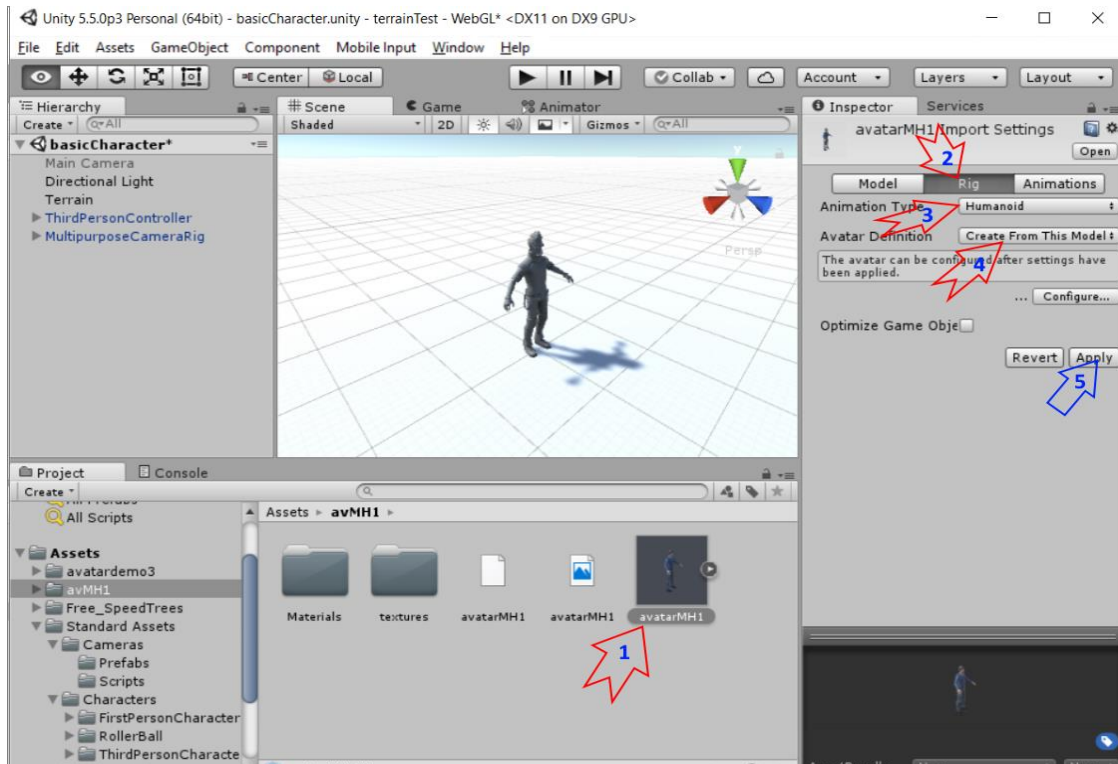 Unity 5.5.0p3 Personal (64bit) - basicCharacter.unity - terrainTest - WebGL* <DX11 on DX9 GPU>
File Edit Assets GameObject Component Mobile Input Window Help
Center Local Collab Account Layers Layout
Hierarchy
Create All
basicCharacter*
Main Camera
Directional Light
Terrain
ThirdPersonController
MultipurposeCameraRig
Scene Game Animator
Shaded 2D Gizmos All
y
Persp
Inspector Services
avatarMH1 Import Settings
Open
2
Model Rig Animations
Animation Type Humanoid
3
Avatar Definition Create From This Model
The avatar can be configured after settings have
been applied.
4
... Configure...
Optimize Game Obje
Revert Apply
5
Project Console
Create
All Scripts
Assets
avatardemo3
avMH1
Free_SpeedTrees
Standard Assets
Cameras
Prefabs
Scripts
Characters
FirstPersonCharacter
RollerBall
ThirdPersonCharacte
Assets avMH1
Materials textures avatarMH1 avatarMH1 avatarMH1
1